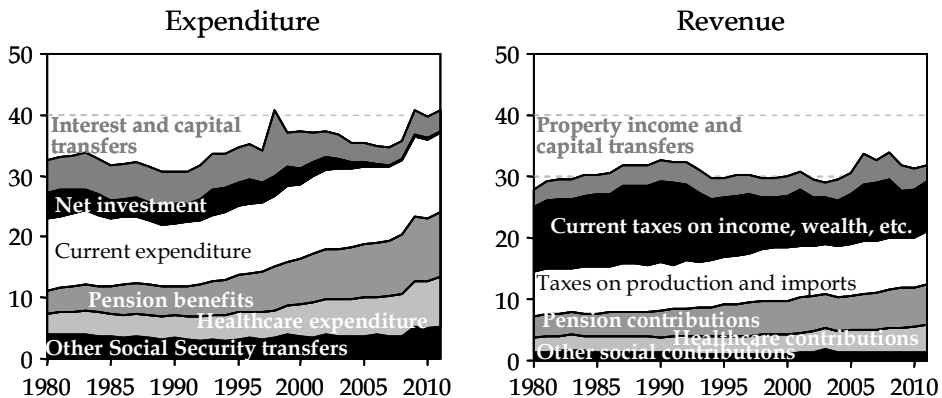 Expenditure
50
40
Interest and capital
transfers
30
Net investment
20
Current expenditure
10
Pension benefits
Healthcare expenditure
0
Other Social Security transfers
1980 1985 1990 1995 2000 2005 2010
Revenue
50
40
Property income and
capital transfers
30
Current taxes on income, wealth, etc.
20
Taxes on production and imports
10
Pension contributions
Healthcare contributions
Other social contributions
0
1980 1985 1990 1995 2000 2005 2010